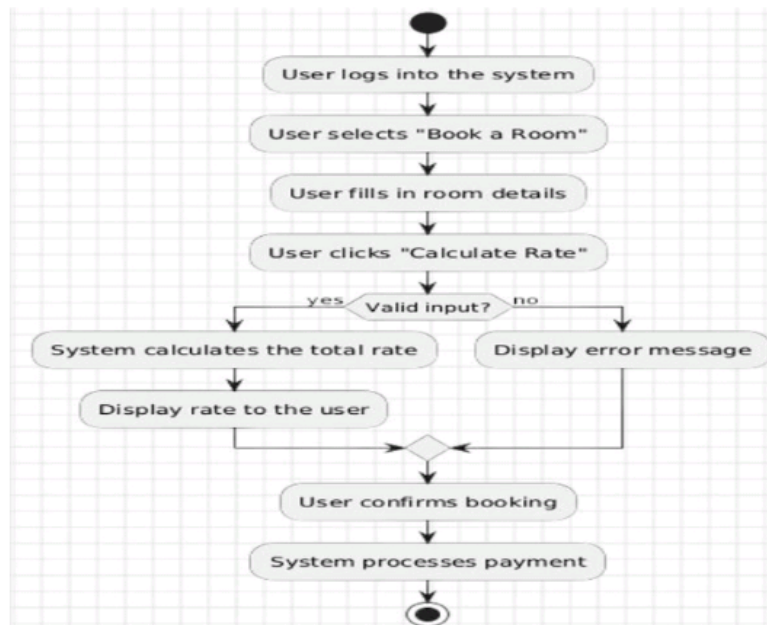 User logs into the system
User selects "Book a Room"
User fills in room details
User clicks "Calculate Rate"
yes
Valid input?
no
System calculates the total rate
Display error message
Display rate to the user
User confirms booking
System processes payment